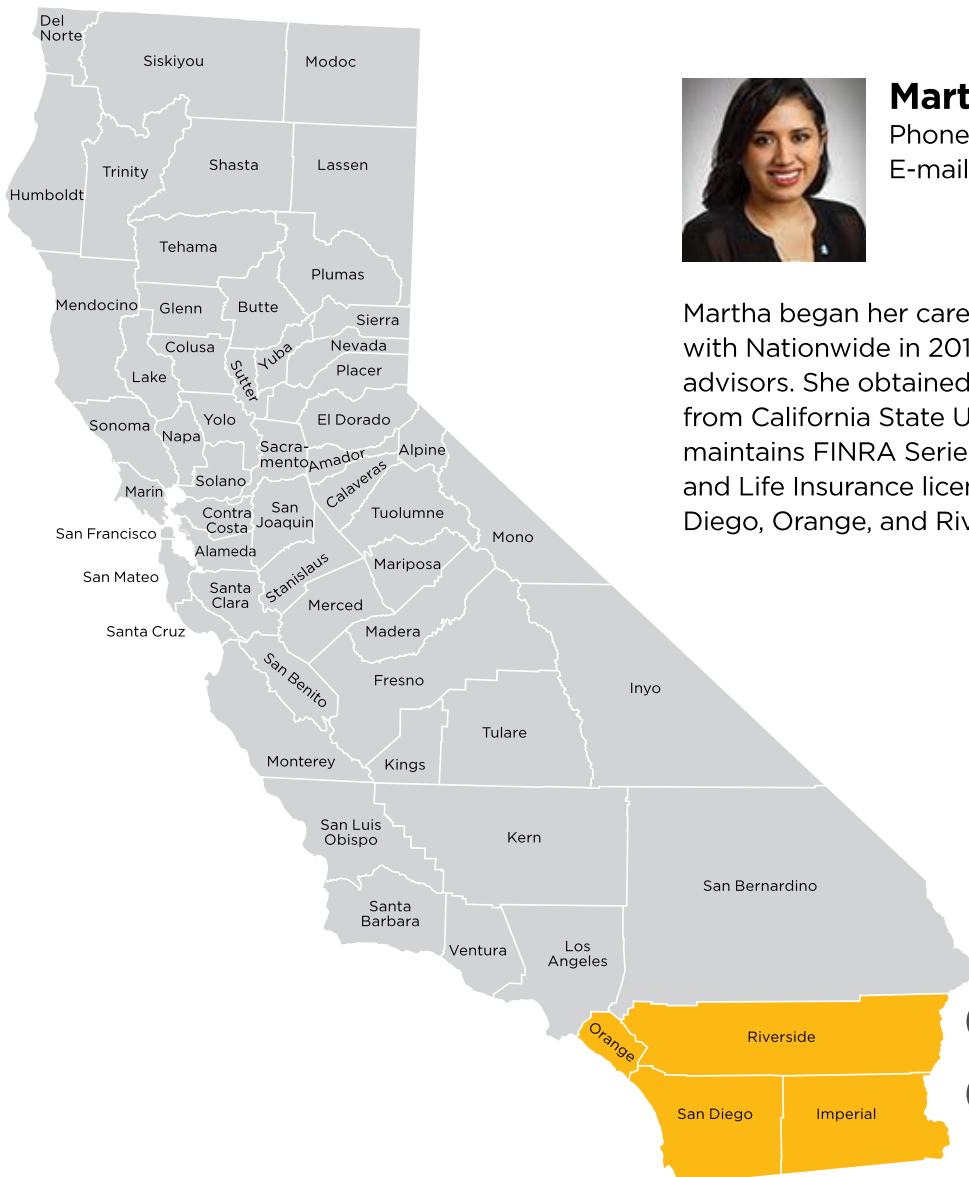 Del
Norte
Siskiyou
Modoc
Humboldt
Trinity
Shasta
Lassen
Tehama
Plumas
Mendocino
Glenn
Butte
Sierra
Colusa
Sutter
Yuba
Nevada
Placer
Lake
Sonoma
Napa
Yolo
El Dorado
Sacra-
mento
Amador
Alpine
Calaveras
Marin
Solano
Contra
Costa
San
Joaquin
Tuolumne
San Francisco
Alameda
Mono
San Mateo
Santa
Clara
Stanislaus
Mariposa
Merced
Santa Cruz
Madera
San Benito
Fresno
Inyo
Tulare
Monterey
Kings
San Luis
Obispo
Kern
San Bernardino
Santa
Barbara
Ventura
Los
Angeles
Orange
Riverside
San Diego
Imperial
Mart
Phone
E-mail
Martha began her care
with Nationwide in 201
advisors. She obtained
from California State U
maintains FINRA Serie
and Life Insurance licen
Diego, Orange, and Riv